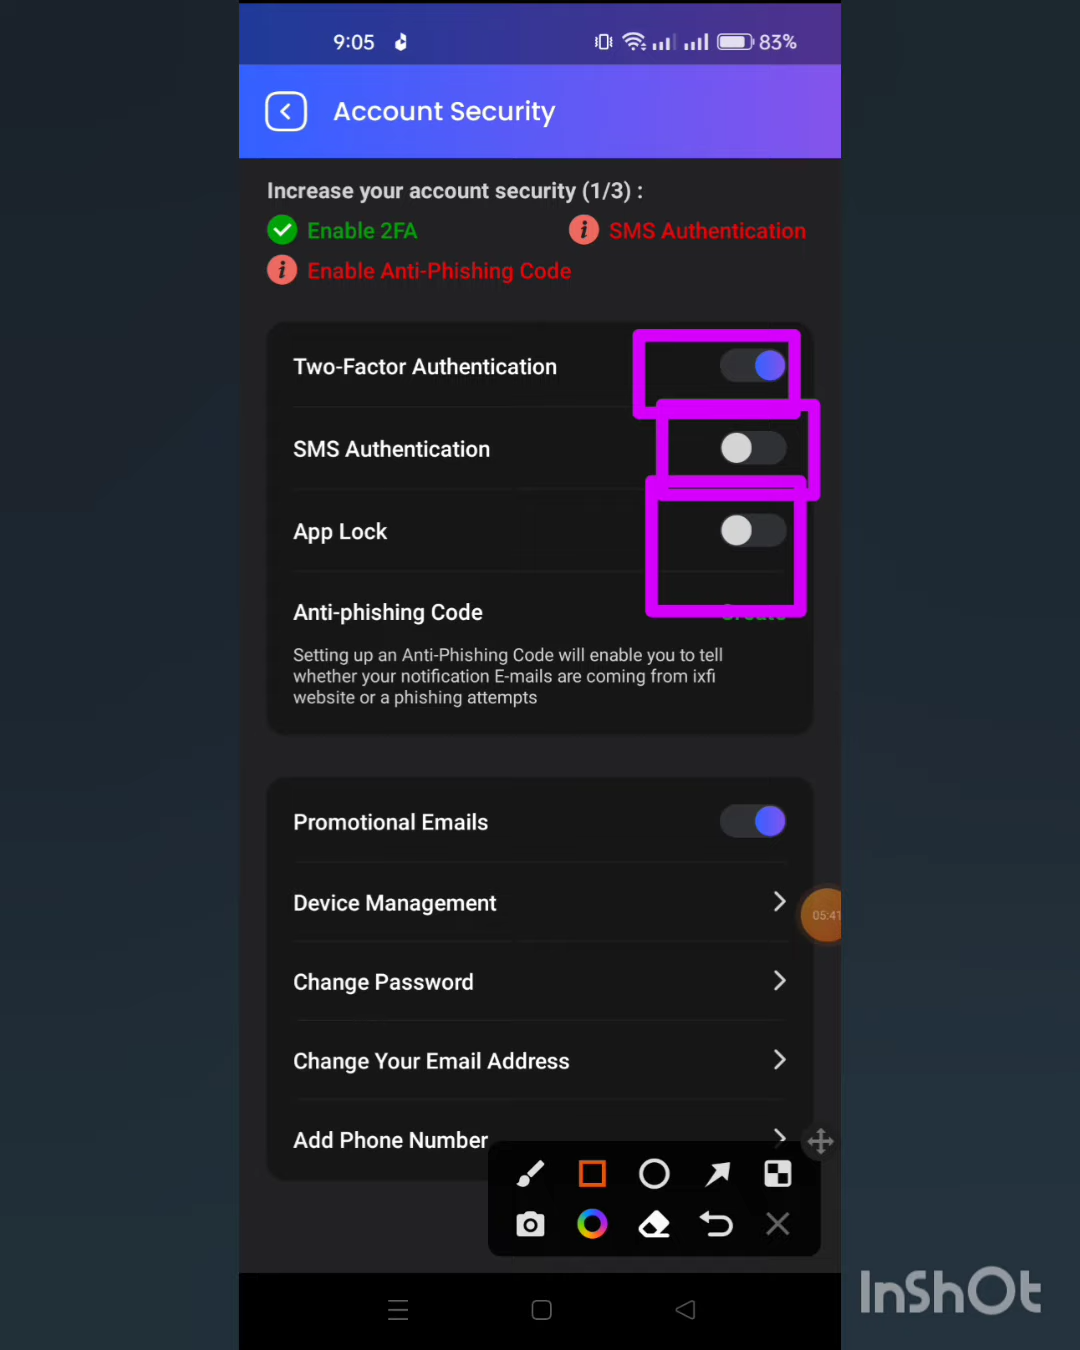 9:05
83%
Account Security
Increase your account security (1/3) :
Enable 2FA
SMS Authentication
Enable Anti-Phishing Code
Two-Factor Authentication
SMS Authentication
App Lock
Anti-phishing Code
Setting up an Anti-Phishing Code will enable you to tell
whether your notification E-mails are coming from ixfi
website or a phishing attempts
Promotional Emails
Device Management
05:41
Change Password
Change Your Email Address
Add Phone Number
InShOt